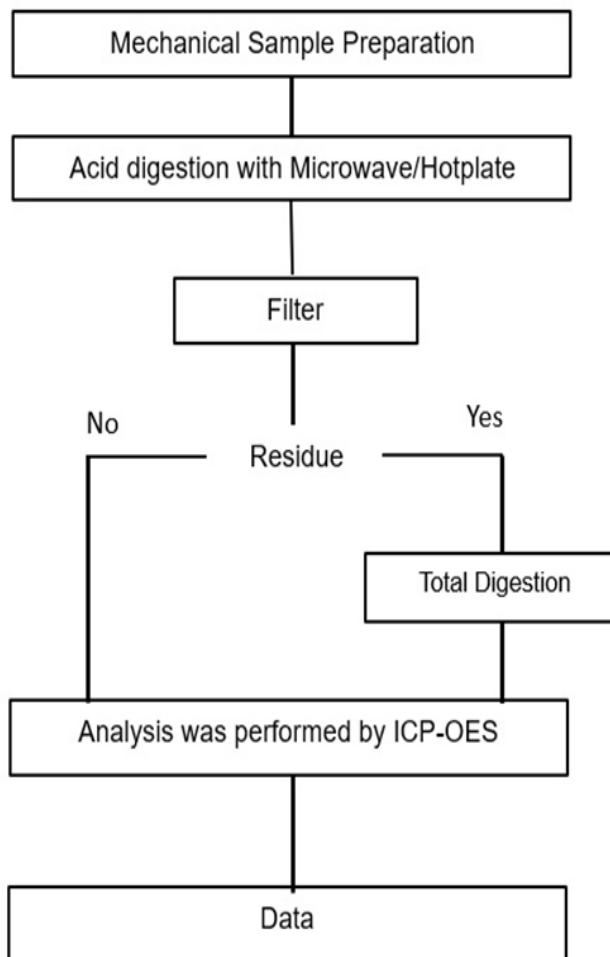 Mechanical Sample Preparation
Acid digestion with Microwave/Hotplate
Filter
No
Yes
Residue
Total Digestion
Analysis was performed by ICP-OES
Data